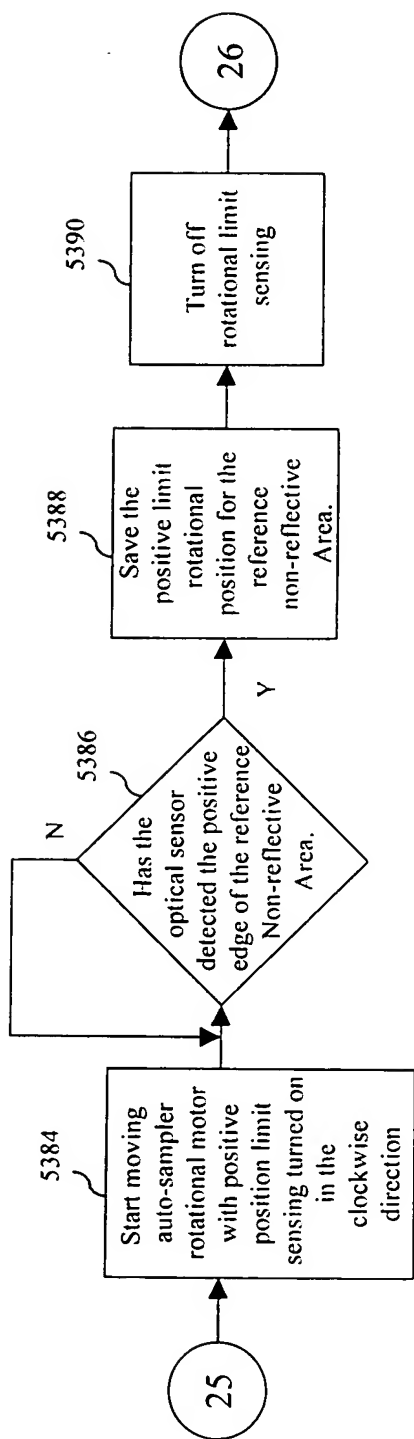 25
5384
Start moving
auto-sampler
rotational motor
with positive
position limit
sensing turned on
in the
clockwise
direction
5386
N
Has the
optical sensor
detected the positive
edge of the reference
Non-reflective
Area.
Y
5388
Save the
positive limit
rotational
position for the
reference
non-reflective
Area.
5390
Turn off
rotational limit
sensing
26